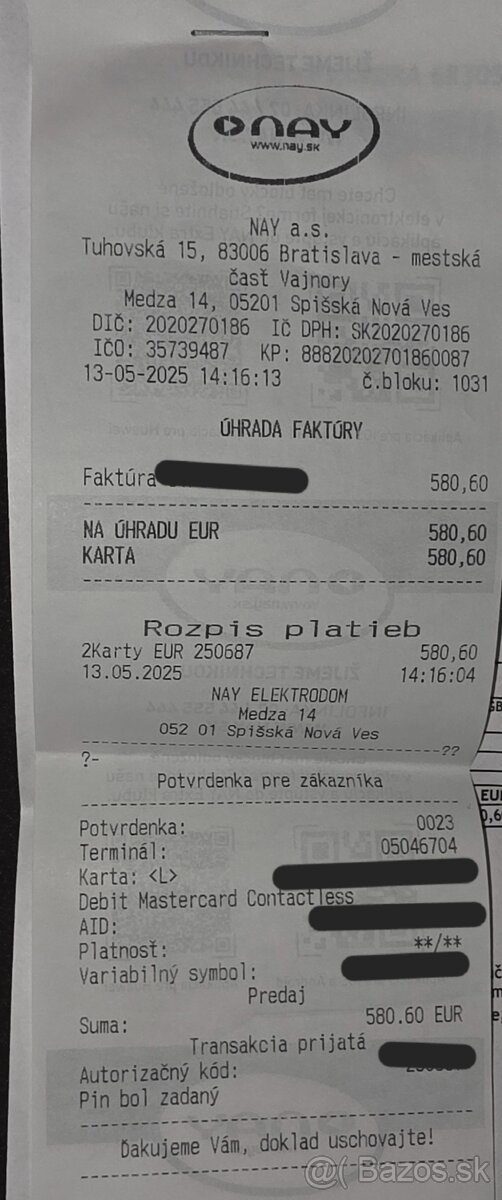 NAY
www.nay.sk
NAY a.s.
Tuhovská 15, 83006 Bratislava - mestská
časť Vajnory
Medza 14, 05201 Spišská Nová Ves
DIČ: 2020270186 IČ DPH: SK2020270186
IČO: 35739487 KP: 88820202701860087
13-05-2025 14:16:13 č.bloku: 1031
ÚHRADA FAKTÚRY
Faktúra 580,60
NA ÚHRADU EUR 580,60
KARTA 580,60
Rozpis platieb
2Karty EUR 250687 580,60
13.05.2025 14:16:04
NAY ELEKTRODOM
Medza 14
052 01 Spišská Nová Ves
??
?-
Potvrdenka pre zákazníka
Potvrdenka: 0023
Terminál: 05046704
Karta: <L>
Debit Mastercard Contactless
AID:
Platnosť: **/**
Variabilný symbol:
Predaj
Suma: 580.60 EUR
Transakcia prijatá
Autorizačný kód:
Pin bol zadaný
Ďakujeme Vám, doklad uschovajte!
Bazos.sk